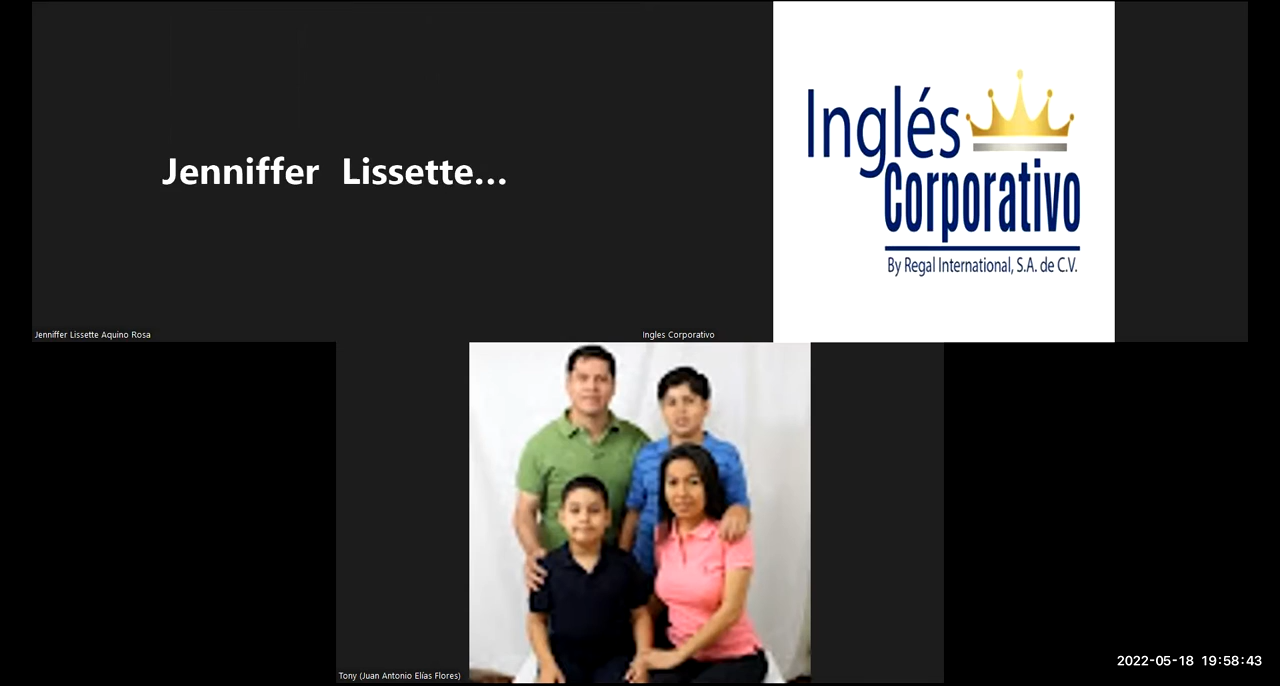 Jenniffer  Lissette...
Jenniffer Lissette Aquino Rosa
Inglés
Corporativo
By Regal International, S.A. de C.V.
Ingles Corporativo
Tony (Juan Antonio Elías Flores)
2022-05-18 19:58:43